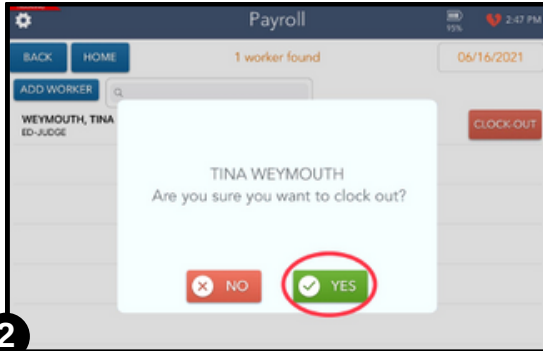 Payroll
95%
2:47 PM
BACK
HOME
1 worker found
06/16/2021
ADD WORKER
WEYMOUTH, TINA
ED-JUDGE
CLOCK-OUT
TINA WEYMOUTH
Are you sure you want to clock out?
NO
YES
2